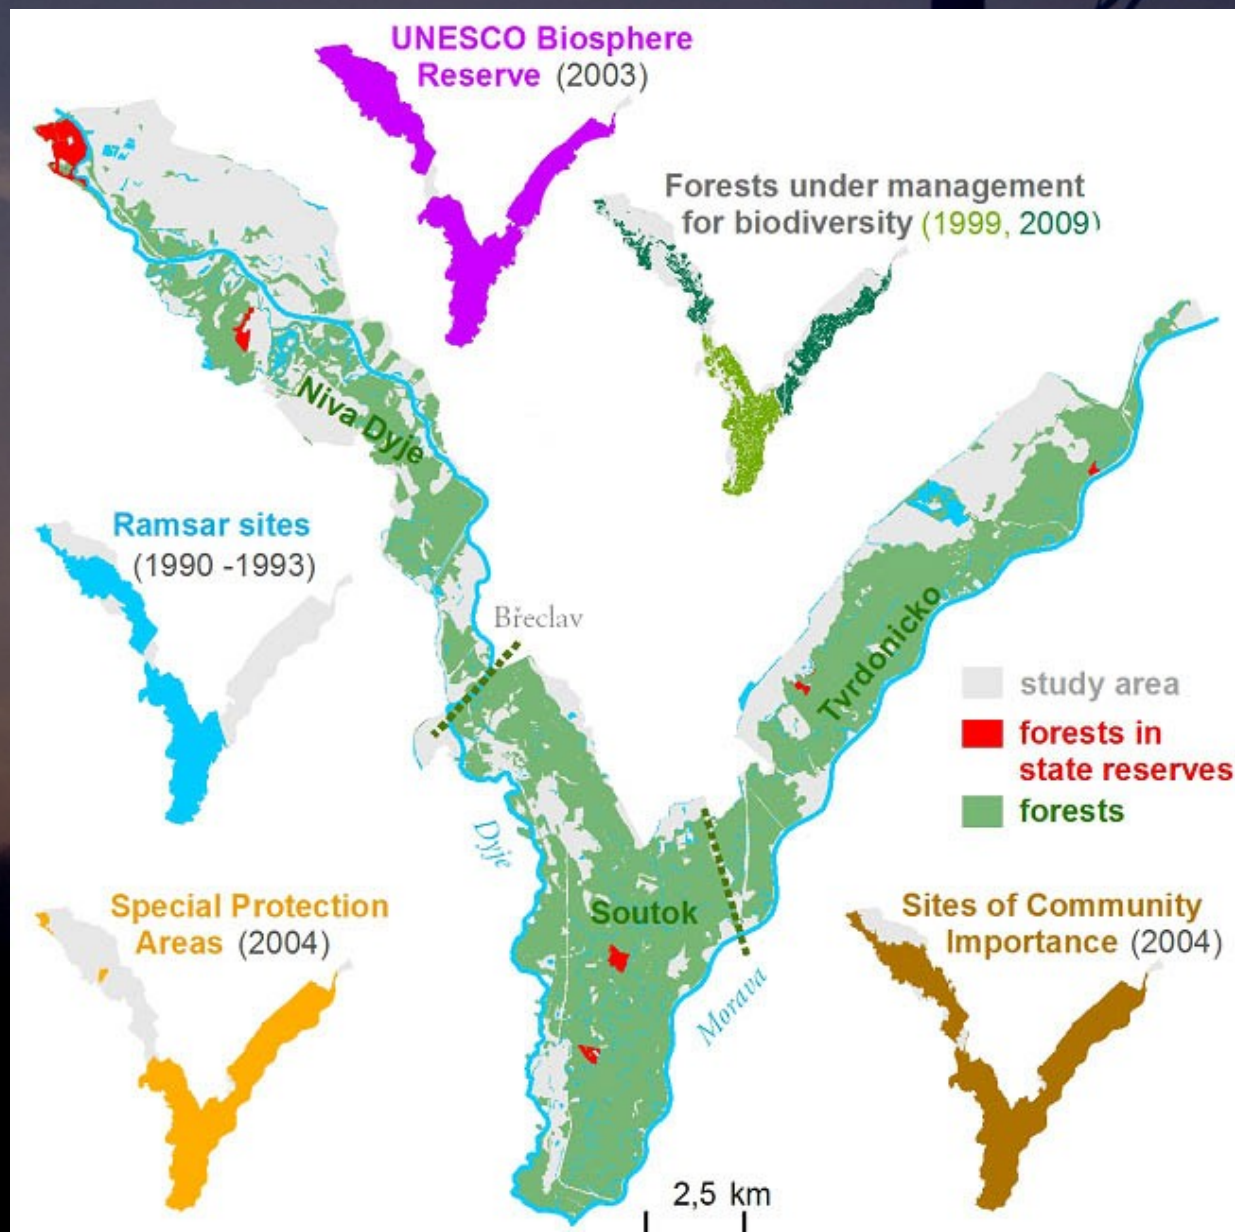 UNESCO Biosphere
Reserve (2003)
Forests under management
for biodiversity (1999, 2009)
Niva Dyje
Ramsar sites
(1990 -1993)
Břeclav
Tvrdonicko
study area
forests in
state reserves
forests
Dyje
Soutok
Morava
Special Protection
Areas (2004)
Sites of Community
Importance (2004)
2,5 km